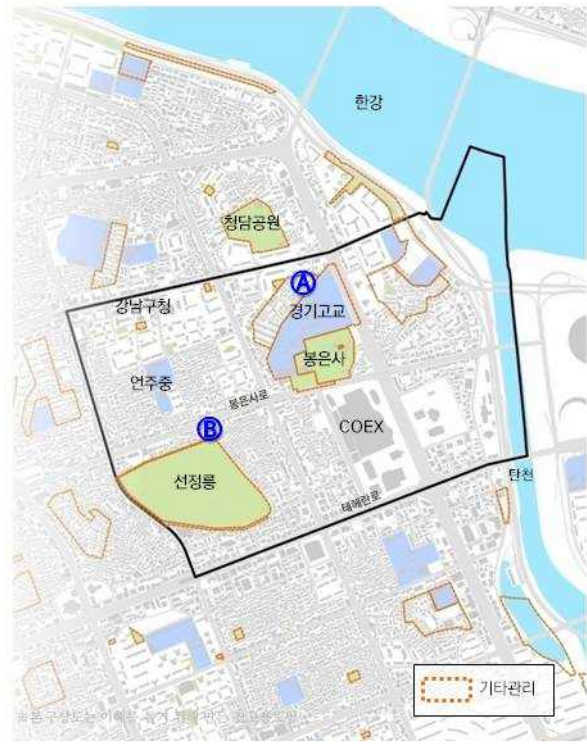 한강
청담공원
Ⓐ
강남구청
경기고교
언주중
봉은사
봉은사로
Ⓑ
COEX
선정릉
탄천
테헤란로
기타관리